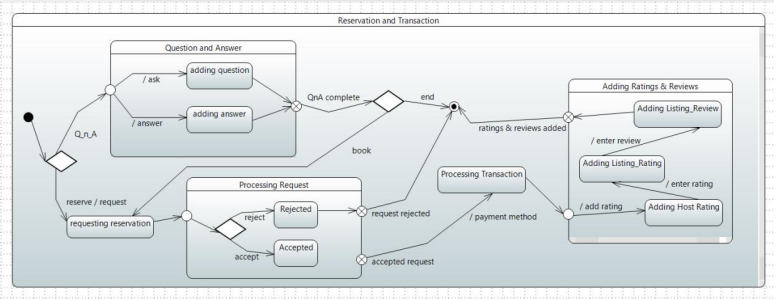 Reservation and Transaction
Question and Answer
/ ask
adding question
/ answer
adding answer
Q_n_A
QnA complete
end
book
ratings & reviews added
Adding Ratings & Reviews
Adding Listing_Review
/ enter review
Adding Listing_Rating
/ enter rating
Adding Host Rating
/ add rating
Processing Transaction
/ payment method
reserve / request
requesting reservation
Processing Request
reject
Rejected
request rejected
accept
Accepted
accepted request